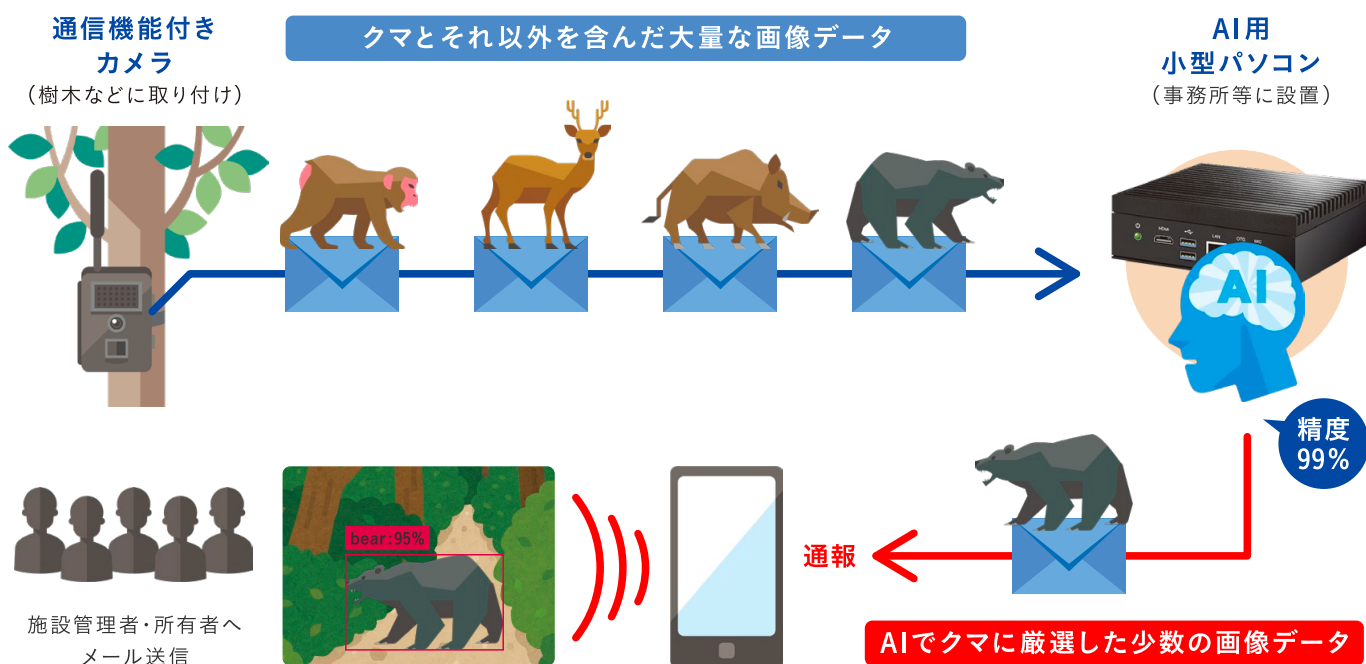 通信機能付き
カメラ
（樹木などに取り付け）
クマとそれ以外を含んだ大量な画像データ
AI用
小型パソコン
（事務所等に設置）
HDMI
LAN
OTG
MIC
AI
精度
99%
bear:95%
通報
施設管理者・所有者へ
メール送信
AIでクマに厳選した少数の画像データ